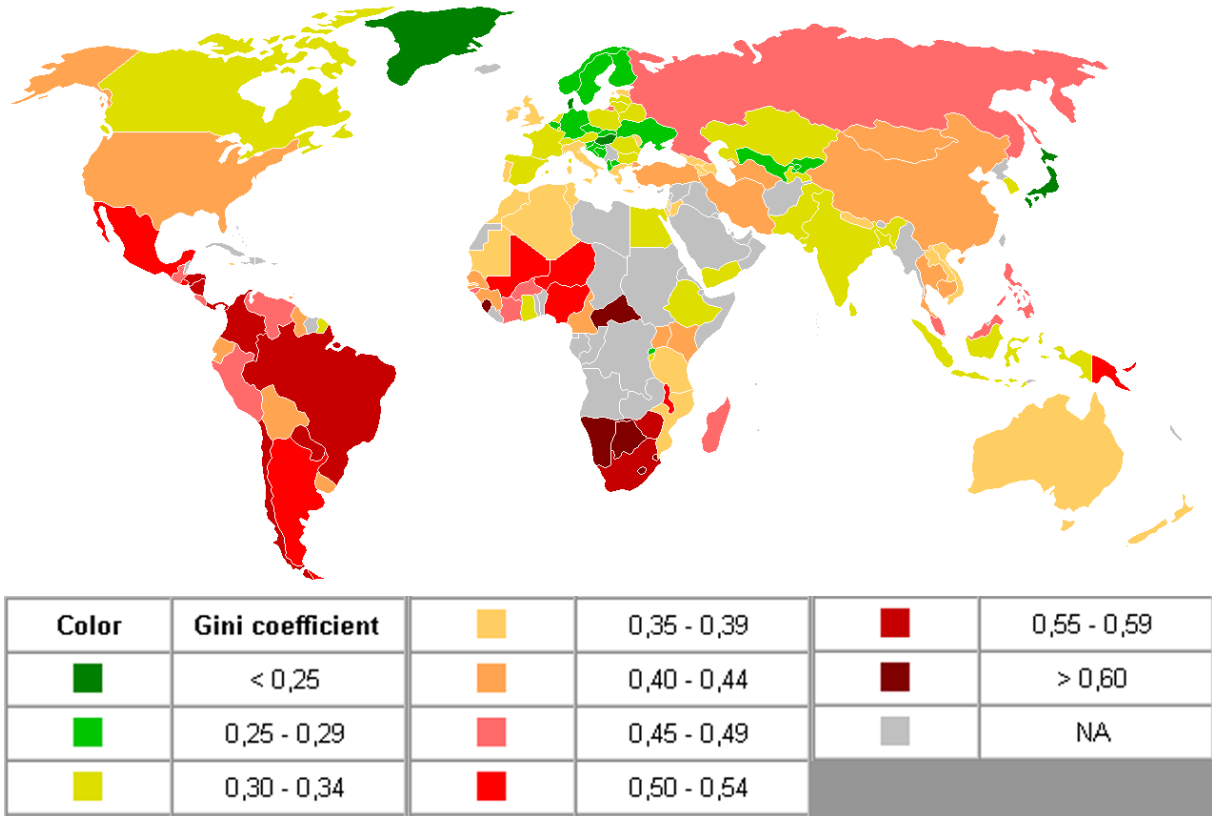 Color Gini coefficient 0,35 - 0,39 0,55 - 0,59
< 0,25 0,40 - 0,44 > 0,60
0,25 - 0,29 0,45 - 0,49 NA
0,30 - 0,34 0,50 - 0,54